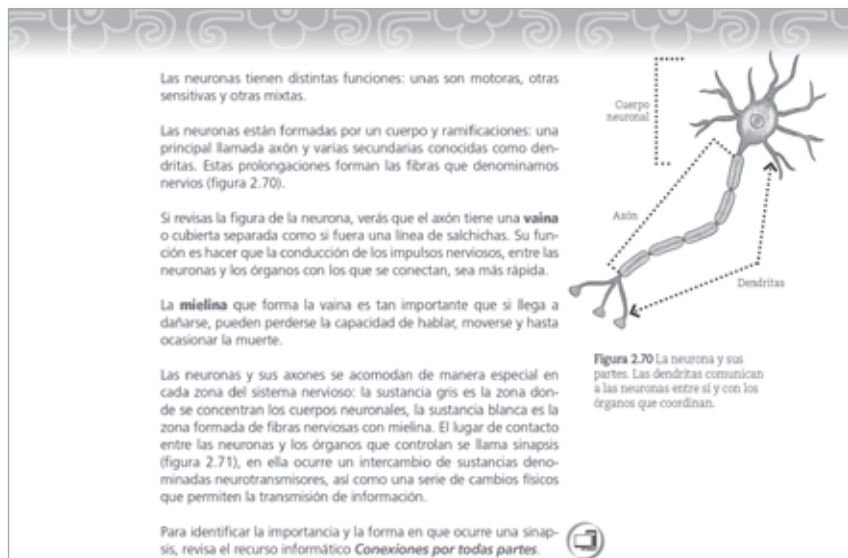 Las neuronas tienen distintas funciones: unas son motoras, otras
sensitivas y otras mixtas.
Las neuronas están formadas por un cuerpo y ramificaciones: una
principal llamada axón y varias secundarias conocidas como den-
dritas. Estas prolongaciones forman las fibras que denominamos
nervios (figura 2.70).
Si revisas la figura de la neurona, verás que el axón tiene una vaina
o cubierta separada como si fuera una línea de salchichas. Su fun-
ción es hacer que la conducción de los impulsos nerviosos, entre las
neuronas y los órganos con los que se conectan, sea más rápida.
La mielina que forma la vaina es tan importante que si llega a
dañarse, pueden perderse la capacidad de hablar, moverse y hasta
ocasionar la muerte.
Las neuronas y sus axones se acomodan de manera especial en
cada zona del sistema nervioso: la sustancia gris es la zona don-
de se concentran los cuerpos neuronales, la sustancia blanca es la
zona formada de fibras nerviosas con mielina. El lugar de contacto
entre las neuronas y los órganos que controlan se llama sinapsis
(figura 2.71), en ella ocurre un intercambio de sustancias deno-
minadas neurotransmisores, así como una serie de cambios físicos
que permiten la transmisión de información.
Para identificar la importancia y la forma en que ocurre una sinap-
sis, revisa el recurso informático Conexiones por todas partes.
Cuerpo
neuronal
Axón
Dendritas
Figura 2.70 La neurona y sus
partes. Las dendritas comunican
a las neuronas entre sí y con los
órganos que coordinan.